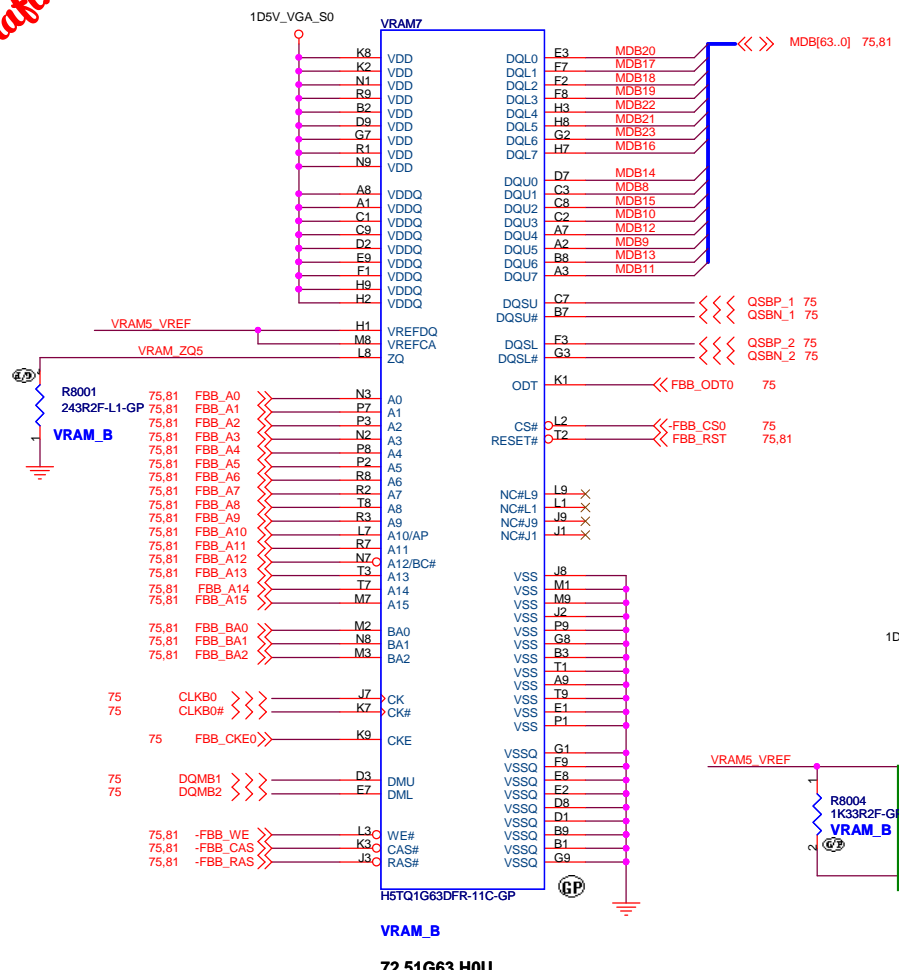 1D5V_VGA_S0
VRAM7
K8 VDD DQL0 E3 MDB20 MDB[63..0] 75,81
K2 VDD DQL1 F7 MDB17
N1 VDD DQL2 F2 MDB18
R9 VDD DQL3 F8 MDB19
B2 VDD DQL4 H3 MDB22
D9 VDD DQL5 H8 MDB21
G7 VDD DQL6 G2 MDB23
R1 VDD DQL7 H7 MDB16
N9 VDD
A8 VDDQ DQU0 D7 MDB14
A1 VDDQ DQU1 C3 MDB8
C1 VDDQ DQU2 C8 MDB15
C9 VDDQ DQU3 C2 MDB10
D2 VDDQ DQU4 A7 MDB12
E9 VDDQ DQU5 A2 MDB9
F1 VDDQ DQU6 B8 MDB13
H9 VDDQ DQU7 A3 MDB11
H2 VDDQ
DQSU C7 QSBP_1 75
DQSU# B7 QSBN_1 75
VRAM5_VREF H1 VREFDQ
M8 VREFCA DQSL F3 QSBP_2 75
VRAM_ZQ5 L8 ZQ DQSL# G3 QSBN_2 75
ODT K1 FBB_ODT0 75
R8001
243R2F-L1-GP
VRAM_B
1
75,81 FBB_A0 N3 A0
75,81 FBB_A1 P7 A1
75,81 FBB_A2 P3 A2 CS# L2 -FBB_CS0 75
75,81 FBB_A3 N2 A3 RESET# T2 FBB_RST 75,81
75,81 FBB_A4 P8 A4
75,81 FBB_A5 P2 A5
75,81 FBB_A6 R8 A6
75,81 FBB_A7 R2 A7 NC#L9 L9
75,81 FBB_A8 T8 A8 NC#L1 L1
75,81 FBB_A9 R3 A9 NC#J9 J9
75,81 FBB_A10 L7 A10/AP NC#J1 J1
75,81 FBB_A11 R7 A11
75,81 FBB_A12 N7 A12/BC#
75,81 FBB_A13 T3 A13 VSS J8
75,81 FBB_A14 T7 A14 VSS M1
75,81 FBB_A15 M7 A15 VSS M9
VSS J2
75,81 FBB_BA0 M2 BA0 VSS P9
75,81 FBB_BA1 N8 BA1 VSS G8
75,81 FBB_BA2 M3 BA2 VSS B3
VSS T1
VSS A9
75 CLKB0 J7 CK VSS T9
75 CLKB0# K7 CK# VSS E1
VSS P1
75 FBB_CKE0 K9 CKE
VSSQ G1
VSSQ F9
75 DQMB1 D3 DMU VSSQ E8
75 DQMB2 E7 DML VSSQ E2
VSSQ D8
VSSQ D1
75,81 -FBB_WE L3 WE# VSSQ B9
75,81 -FBB_CAS K3 CAS# VSSQ B1
75,81 -FBB_RAS J3 RAS# VSSQ G9
H5TQ1G63DFR-11C-GP
GP
VRAM_B
72.51G63.H0U
1D
VRAM5_VREF
1
R8004
1K33R2F-G
VRAM_B
2